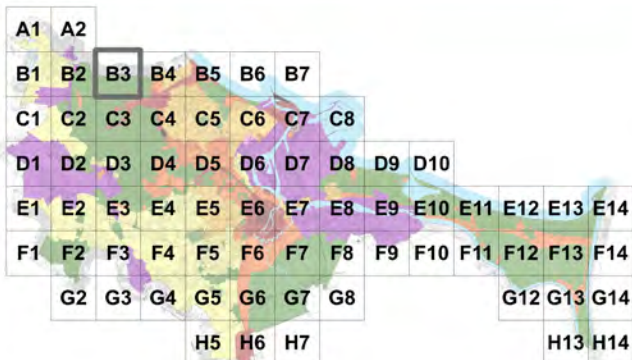 A1 A2
B1 B2 B3 B4 B5 B6 B7
C1 C2 C3 C4 C5 C6 C7 C8
D1 D2 D3 D4 D5 D6 D7 D8 D9 D10
E1 E2 E3 E4 E5 E6 E7 E8 E9 E10 E11 E12 E13 E14
F1 F2 F3 F4 F5 F6 F7 F8 F9 F10 F11 F12 F13 F14
G2 G3 G4 G5 G6 G7 G8 G12 G13 G14
H5 H6 H7 H13 H14